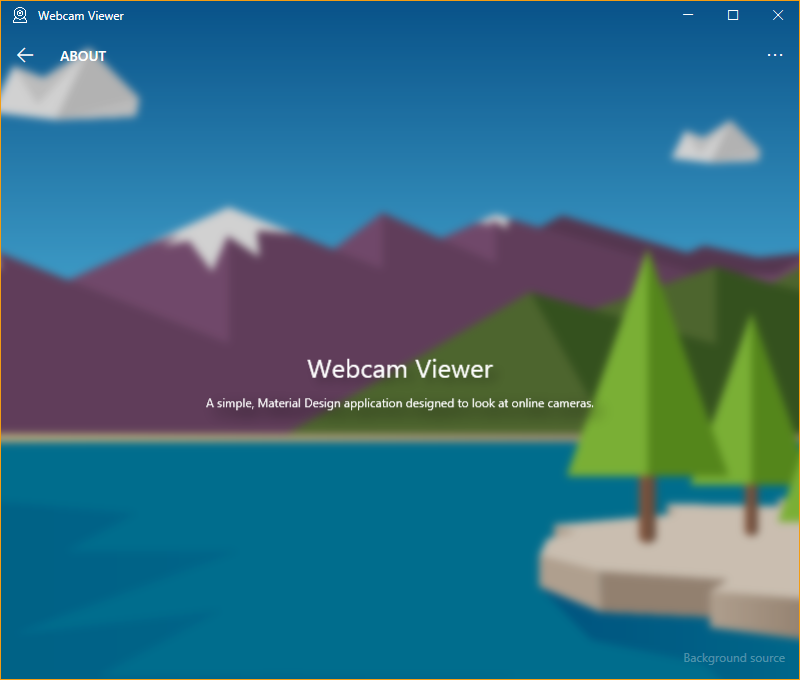 Webcam Viewer
ABOUT
Webcam Viewer
A simple, Material Design application designed to look at online cameras.
Background source